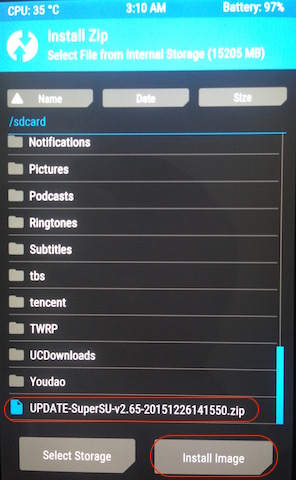 CPU: 35 °C 3:10 AM Battery: 97%
Install Zip
Select File from Internal Storage (15205 MB)
Name Date Size
/sdcard
Notifications
Pictures
Podcasts
Ringtones
Subtitles
tbs
tencent
TWRP
UCDownloads
Youdao
UPDATE-SuperSU-v2.65-20151226141550.zip
Select Storage Install Image